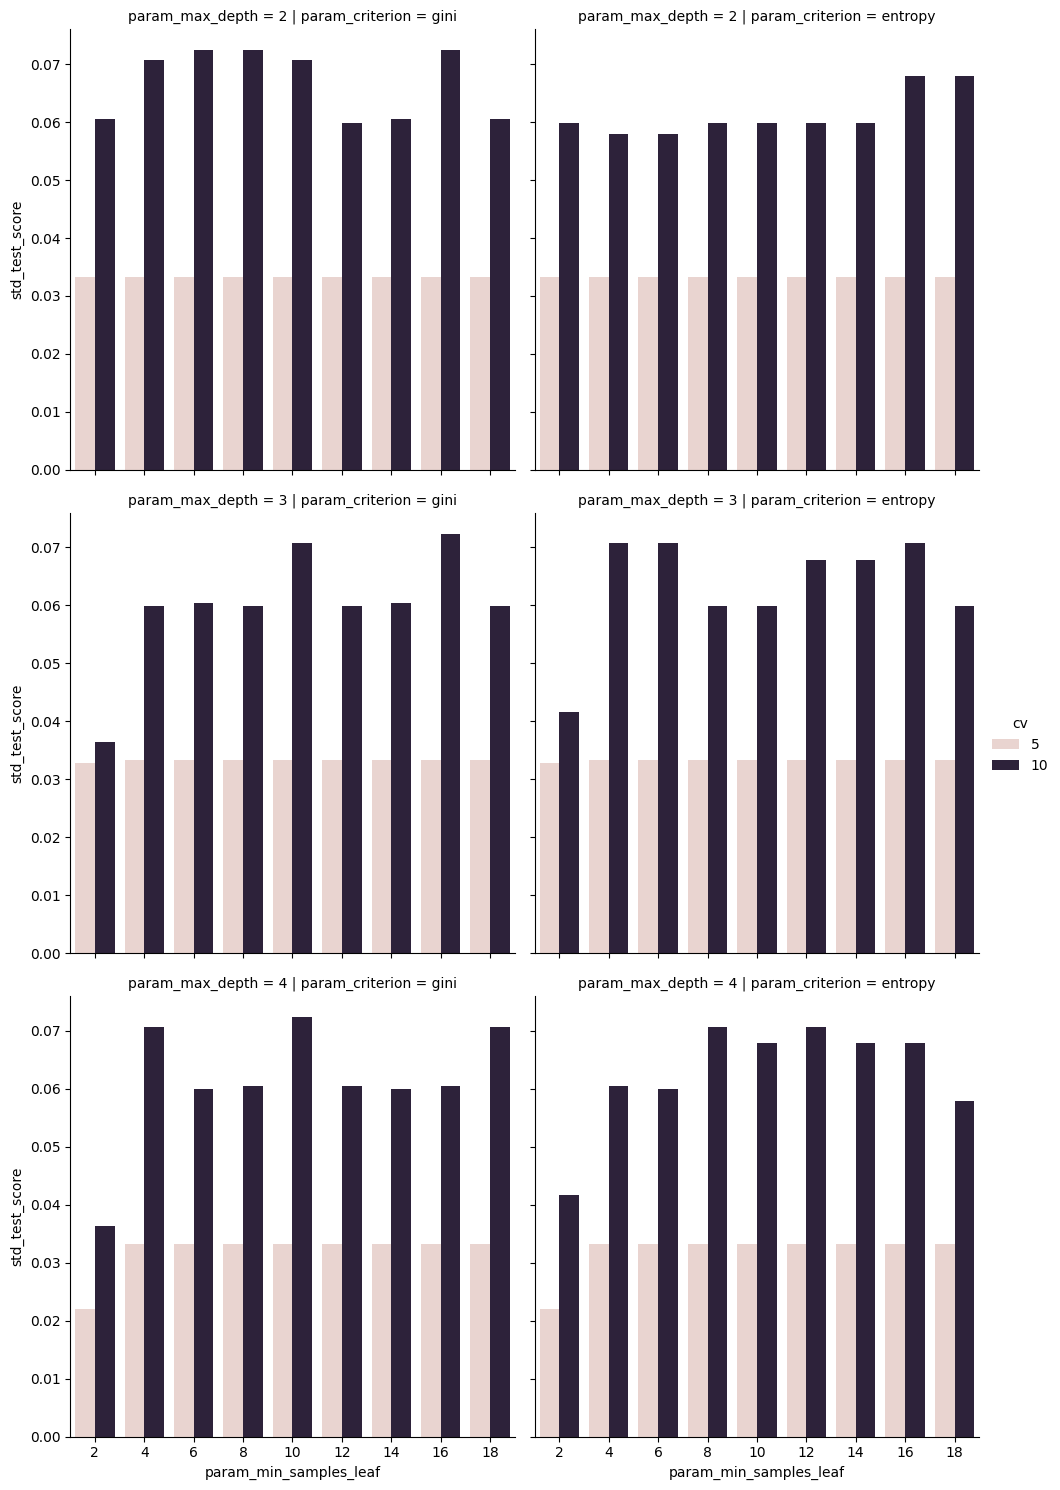 param_max_depth = 2 | param_criterion = gini
param_max_depth = 2 | param_criterion = entropy
0.07
0.06
0.05
0.04
0.03
0.02
0.01
0.00
std_test_score
param_max_depth = 3 | param_criterion = gini
param_max_depth = 3 | param_criterion = entropy
0.07
0.06
0.05
0.04
0.03
0.02
0.01
0.00
std_test_score
cv
5
10
param_max_depth = 4 | param_criterion = gini
param_max_depth = 4 | param_criterion = entropy
0.07
0.06
0.05
0.04
0.03
0.02
0.01
0.00
std_test_score
2 4 6 8 10 12 14 16 18
2 4 6 8 10 12 14 16 18
param_min_samples_leaf
param_min_samples_leaf